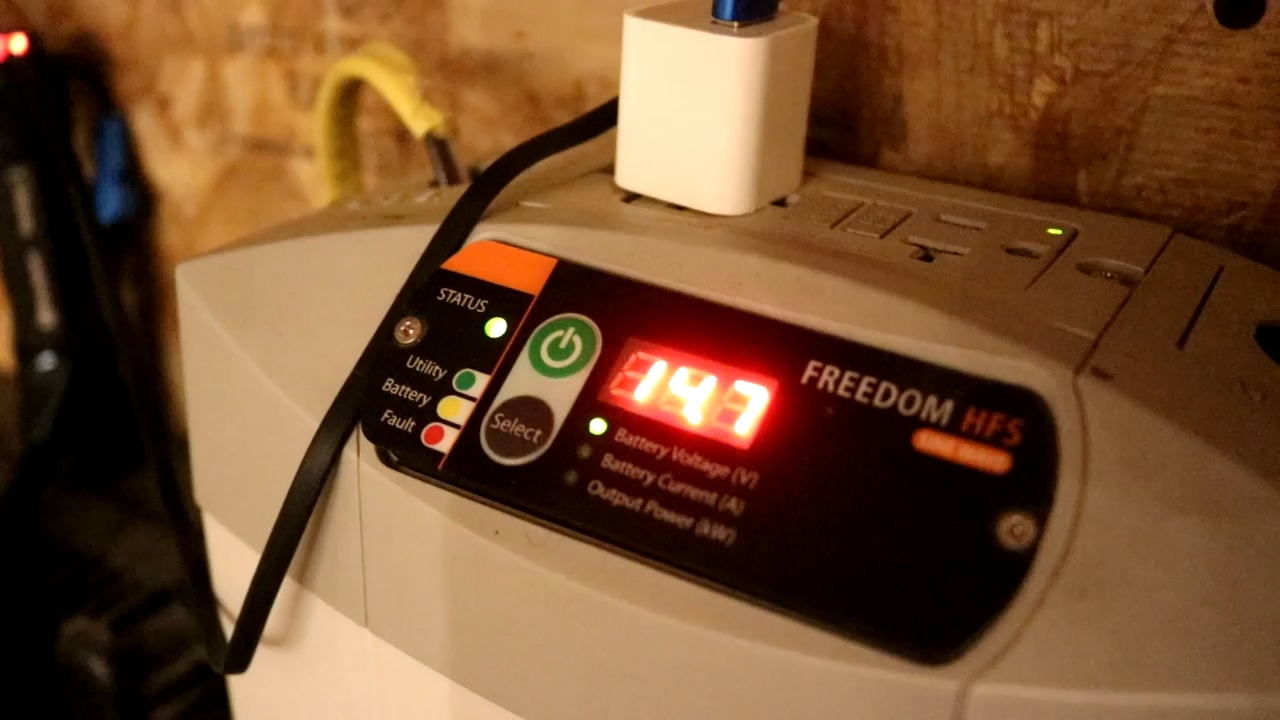 STATUS
Utility
Battery
Fault
Select
14.7
Battery Voltage (V)
Battery Current (A)
Output Power (kW)
FREEDOM HFS